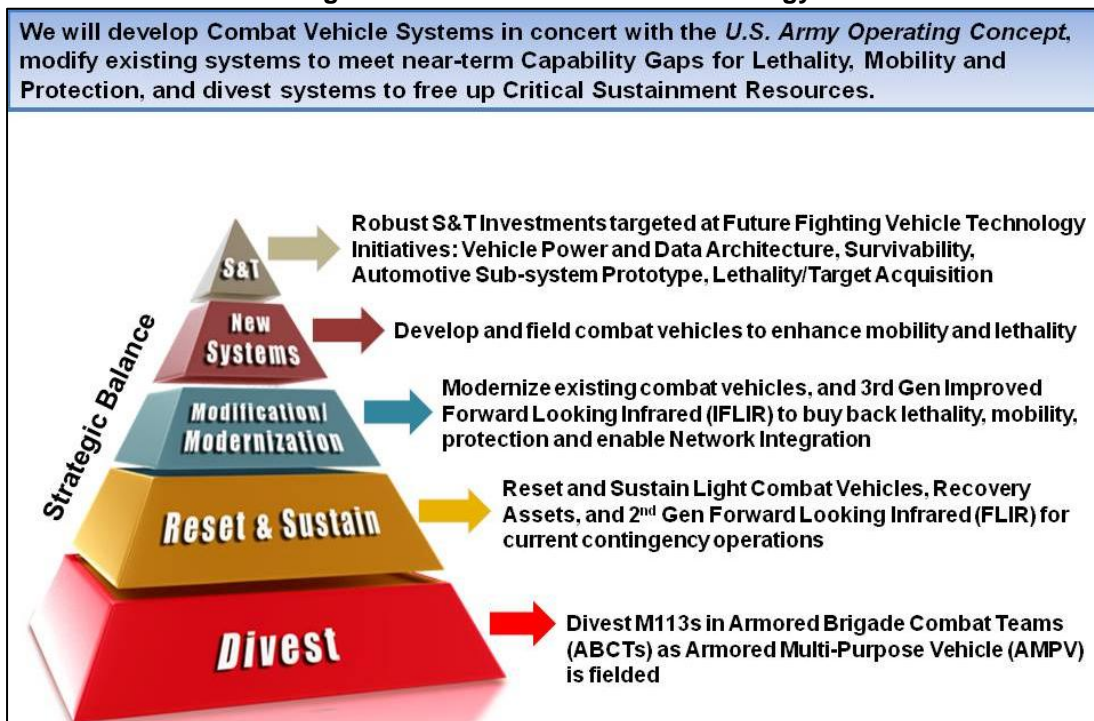 We will develop Combat Vehicle Systems in concert with the U.S. Army Operating Concept,
modify existing systems to meet near-term Capability Gaps for Lethality, Mobility and
Protection, and divest systems to free up Critical Sustainment Resources.
Strategic Balance
S&T
Robust S&T Investments targeted at Future Fighting Vehicle Technology
Initiatives: Vehicle Power and Data Architecture, Survivability,
Automotive Sub-system Prototype, Lethality/Target Acquisition
New
Systems
Develop and field combat vehicles to enhance mobility and lethality
Modification/
Modernization
Modernize existing combat vehicles, and 3rd Gen Improved
Forward Looking Infrared (IFLIR) to buy back lethality, mobility,
protection and enable Network Integration
Reset & Sustain
Reset and Sustain Light Combat Vehicles, Recovery
Assets, and 2nd Gen Forward Looking Infrared (FLIR) for
current contingency operations
Divest
Divest M113s in Armored Brigade Combat Teams
(ABCTs) as Armored Multi-Purpose Vehicle (AMPV)
is fielded